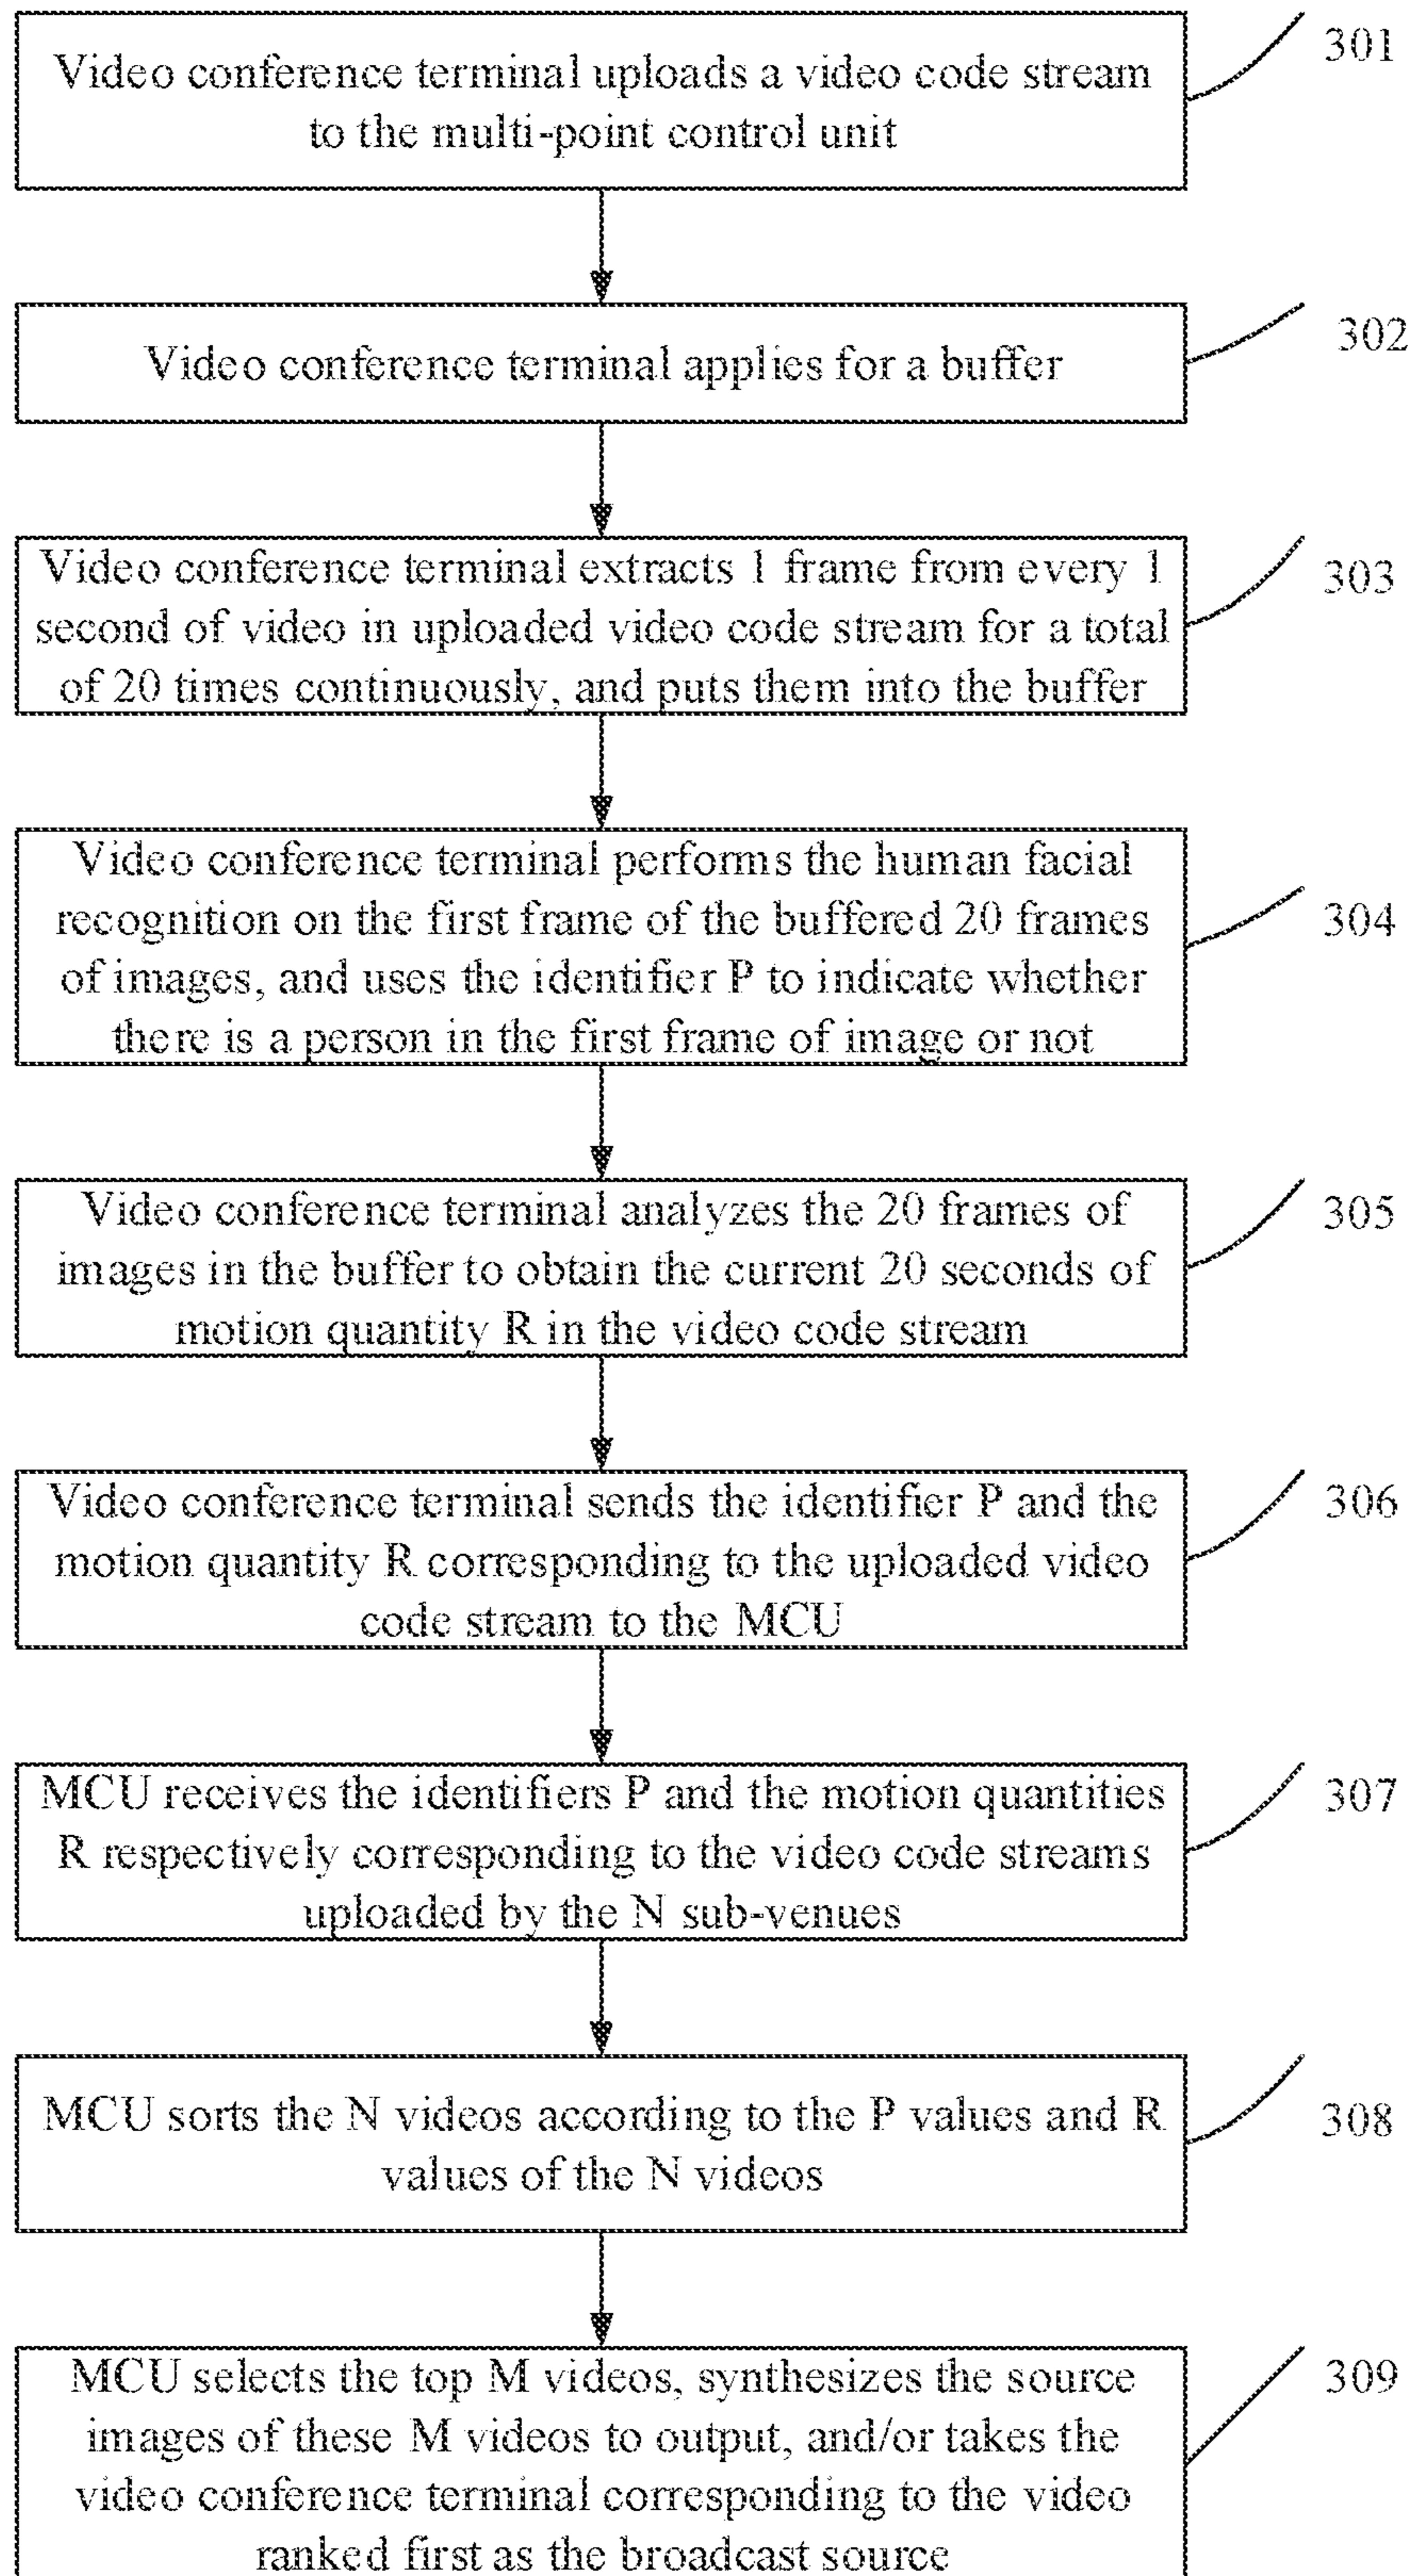 Video conference terminal uploads a video code stream
to the multi-point control unit
301
Video conference terminal applies for a buffer
302
Video conference terminal extracts 1 frame from every 1
second of video in uploaded video code stream for a total
of 20 times continuously, and puts them into the buffer
303
Video conference terminal performs the human facial
recognition on the first frame of the buffered 20 frames
of images, and uses the identifier P to indicate whether
there is a person in the first frame of image or not
304
Video conference terminal analyzes the 20 frames of
images in the buffer to obtain the current 20 seconds of
motion quantity R in the video code stream
305
Video conference terminal sends the identifier P and the
motion quantity R corresponding to the uploaded video
code stream to the MCU
306
MCU receives the identifiers P and the motion quantities
R respectively corresponding to the video code streams
uploaded by the N sub-venues
307
MCU sorts the N videos according to the P values and R
values of the N videos
308
MCU selects the top M videos, synthesizes the source
images of these M videos to output, and/or takes the
video conference terminal corresponding to the video
ranked first as the broadcast source
309